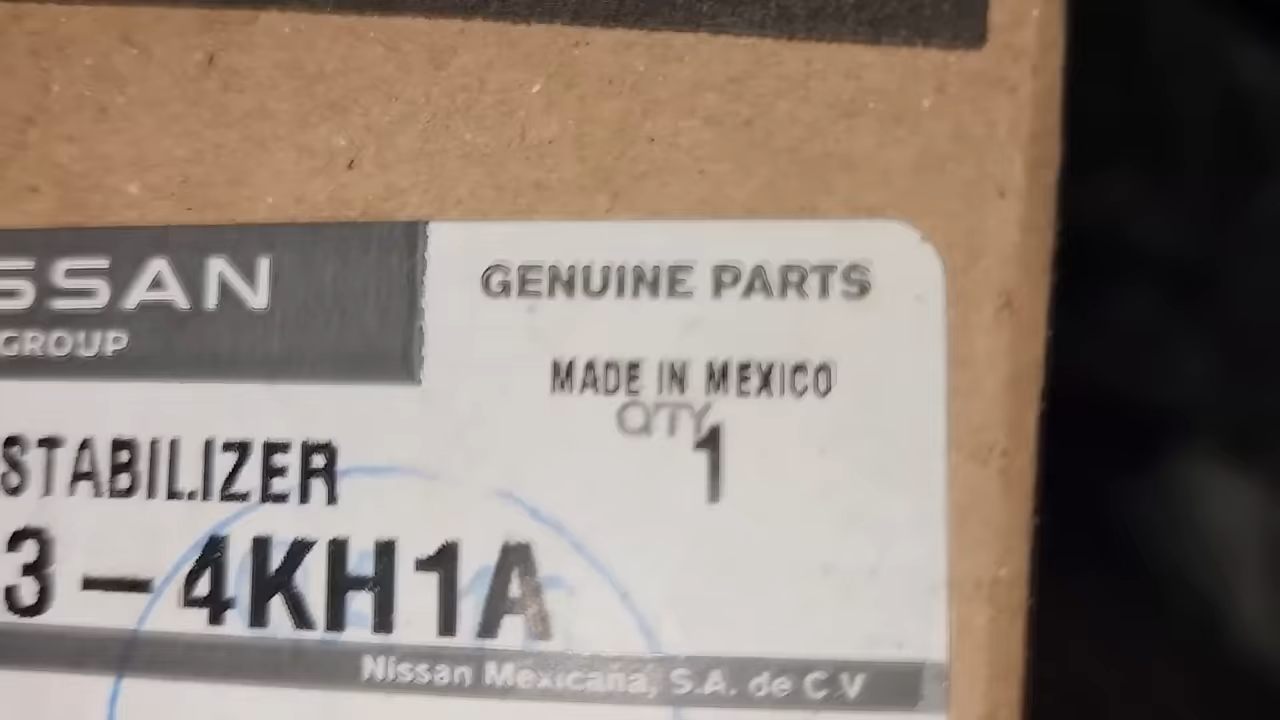 SSAN
GROUP
GENUINE PARTS
MADE IN MEXICO
QTY
1
STABILIZER
3-4KH1A
Nissan Mexicana, S.A. de C.V